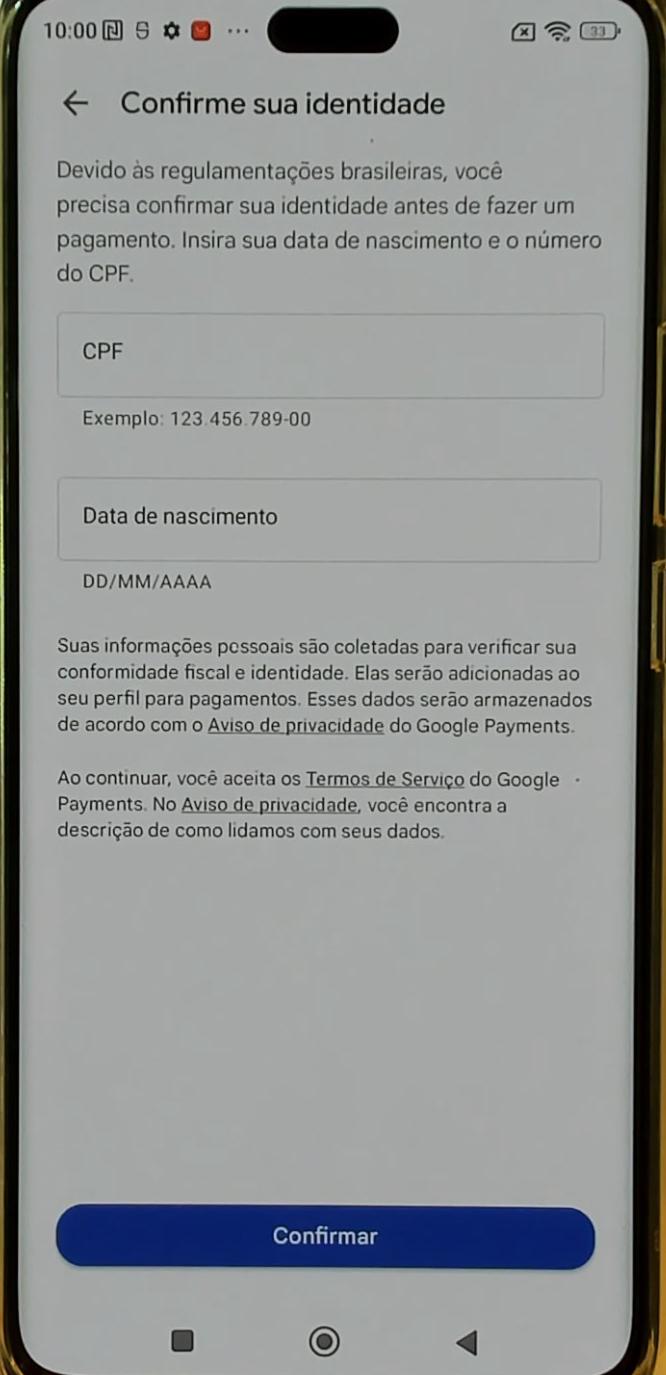 10:00
33
Confirme sua identidade
Devido às regulamentações brasileiras, você
precisa confirmar sua identidade antes de fazer um
pagamento. Insira sua data de nascimento e o número
do CPF.
CPF
Exemplo: 123.456.789-00
Data de nascimento
DD/MM/AAAA
Suas informações pessoais são coletadas para verificar sua
conformidade fiscal e identidade. Elas serão adicionadas ao
seu perfil para pagamentos. Esses dados serão armazenados
de acordo com o Aviso de privacidade do Google Payments.
Ao continuar, você aceita os Termos de Serviço do Google
Payments. No Aviso de privacidade, você encontra a
descrição de como lidamos com seus dados.
Confirmar